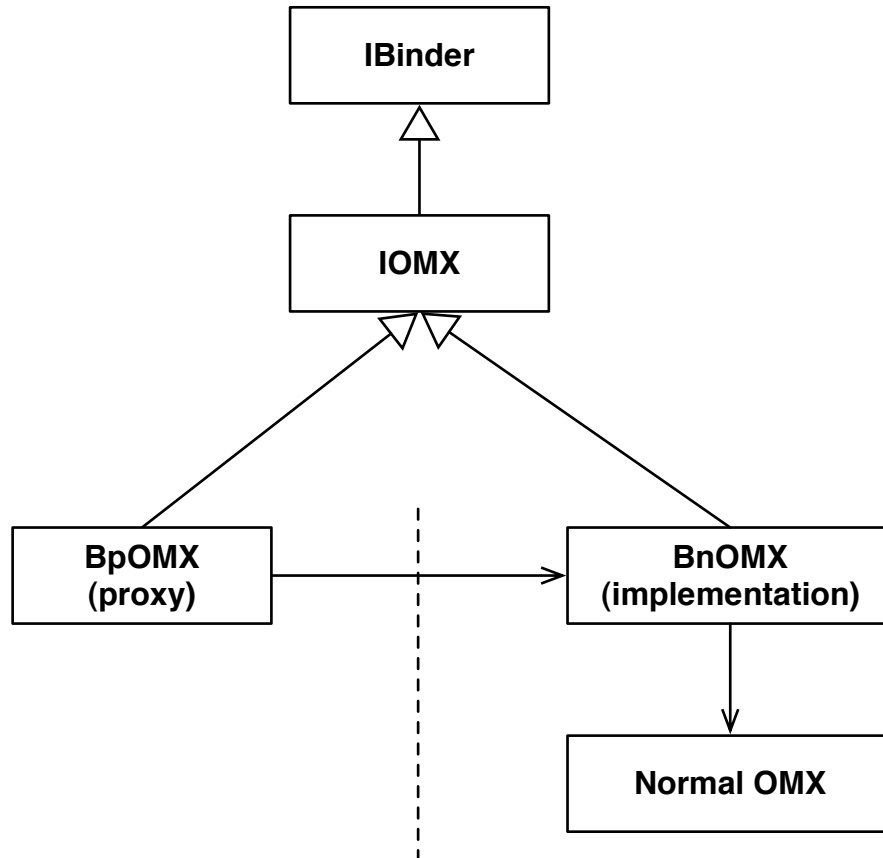 IBinder
IOMX
BpOMX
(proxy)
BnOMX
(implementation)
Normal OMX